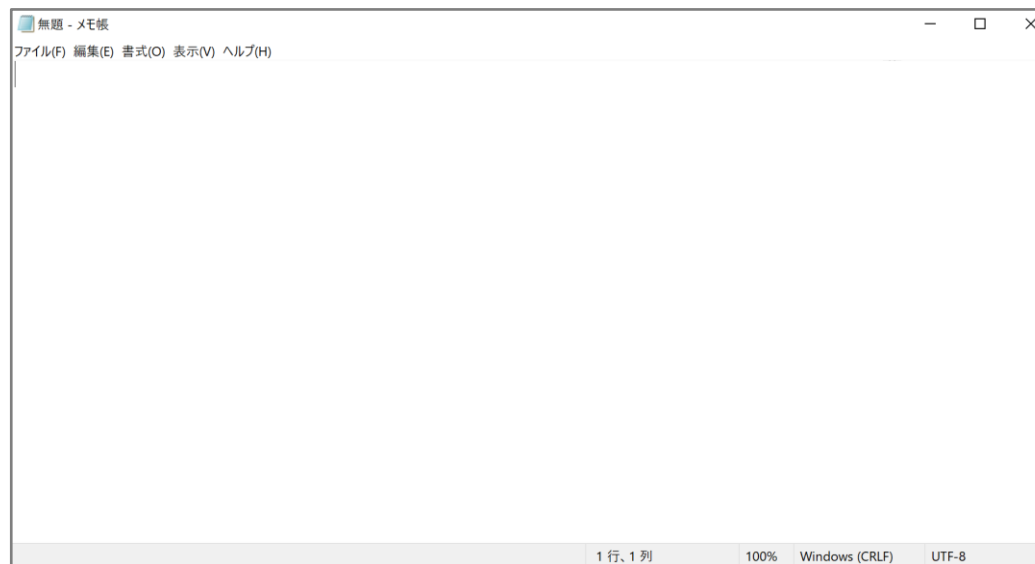 無題 - メモ帳
ファイル(F) 編集(E) 書式(O) 表示(V) ヘルプ(H)
1 行、1 列 100% Windows (CRLF) UTF-8